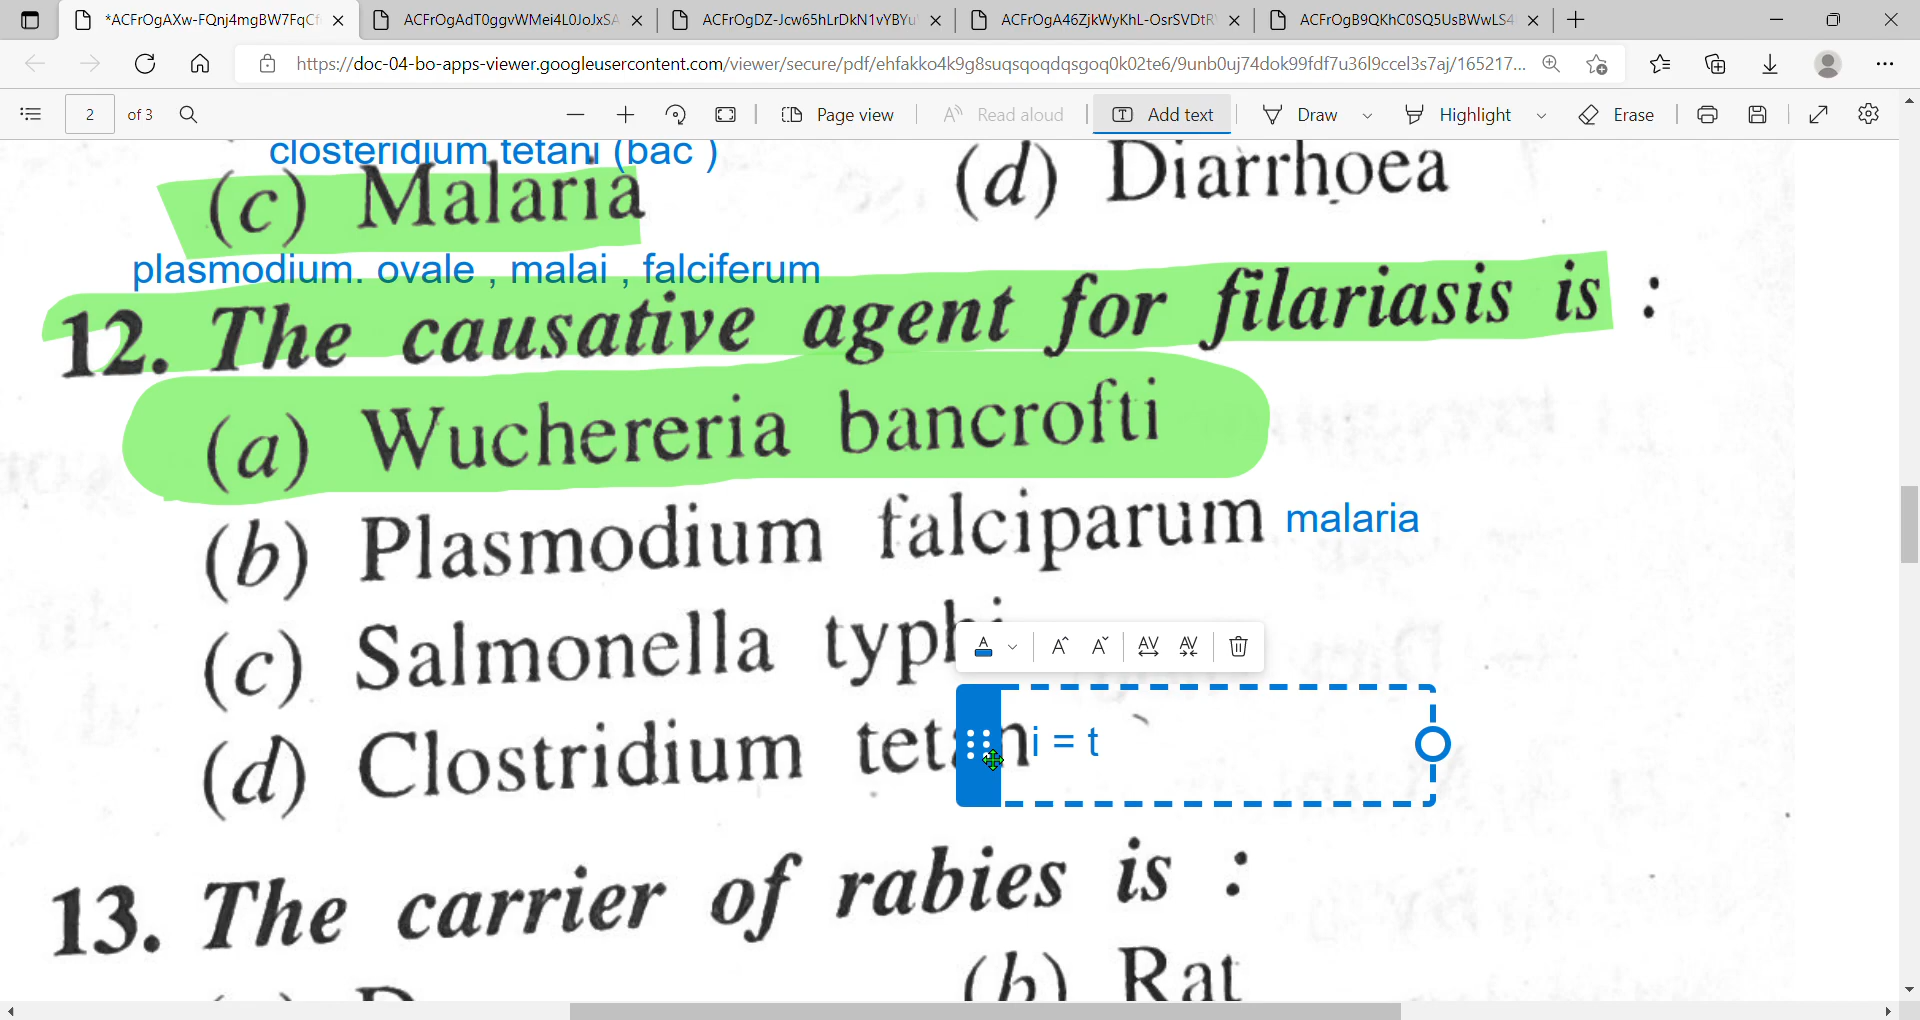 *ACFrOgAXw-FQnj4mgBW7FqCf
ACFrOgAdT0ggvWMei4L0JoJxSA
ACFrOgDZ-Jcw65hLrDkN1vYBYu
ACFrOgA46ZjkWyKhL-OsrSVDtR
ACFrOgB9QKhC0SQ5UsBWwLS4
https://doc-04-bo-apps-viewer.googleusercontent.com/viewer/secure/pdf/ehfakko4k9g8suqsqoqdqsgoq0k02te6/9unb0uj74dok99fdf7u36l9ccel3s7aj/165217...
2 of 3
Page view
Read aloud
Add text
Draw
Highlight
Erase
closteridium tetani (bac )
(c) Malaria
(d) Diarrhoea
plasmodium. ovale , malai , falciferum
12. The causative agent for filariasis is :
(a) Wuchereria bancrofti
(b) Plasmodium falciparum malaria
(c) Salmonella typhi
(d) Clostridium tetani = t
13. The carrier of rabies is :
(b) Rat